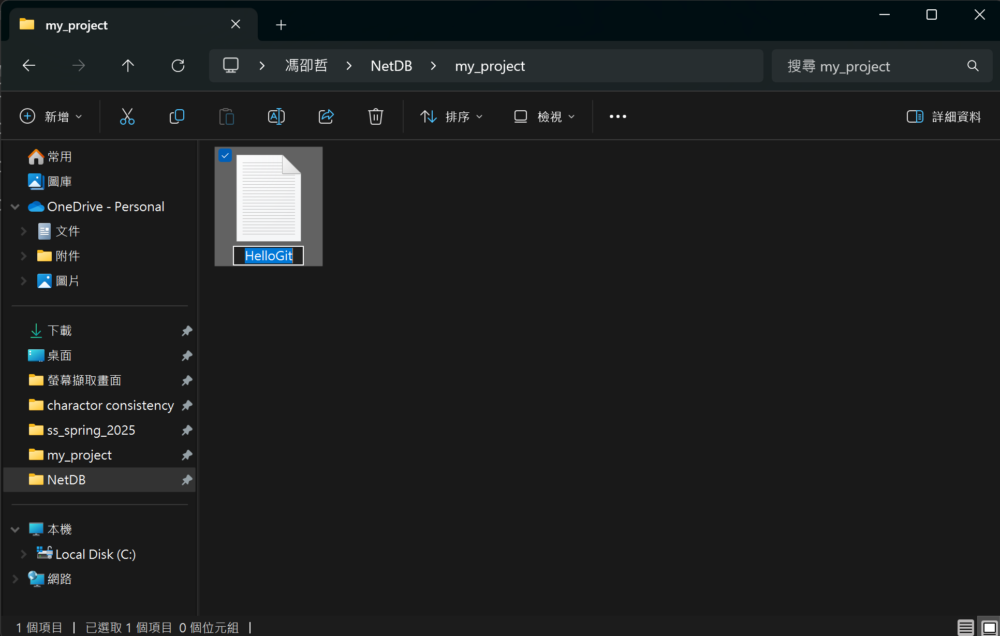 my_project
馮卲哲 NetDB my_project
搜尋 my_project
新增 排序 檢視 詳細資料
常用
圖庫
OneDrive - Personal
文件
附件
圖片
下載
桌面
螢幕擷取畫面
charactor consistency
ss_spring_2025
my_project
NetDB
本機
Local Disk (C:)
網路
HelloGit
1 個項目 已選取 1 個項目 0 個位元組